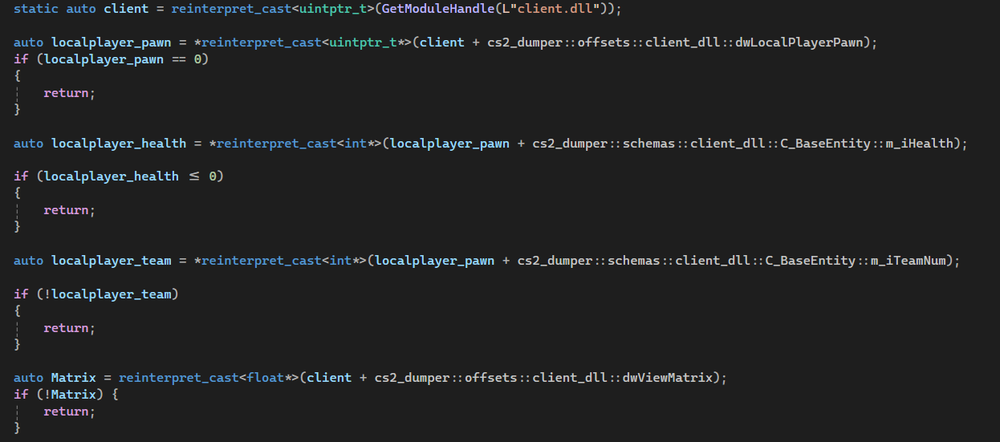 static auto client = reinterpret_cast<uintptr_t>(GetModuleHandle(L"client.dll"));
auto localplayer_pawn = *reinterpret_cast<uintptr_t*>(client + cs2_dumper::offsets::client_dll::dwLocalPlayerPawn);
if (localplayer_pawn == 0)
{
return;
}
auto localplayer_health = *reinterpret_cast<int*>(localplayer_pawn + cs2_dumper::schemas::client_dll::C_BaseEntity::m_iHealth);
if (localplayer_health ≤ 0)
{
return;
}
auto localplayer_team = *reinterpret_cast<int*>(localplayer_pawn + cs2_dumper::schemas::client_dll::C_BaseEntity::m_iTeamNum);
if (!localplayer_team)
{
return;
}
auto Matrix = reinterpret_cast<float*>(client + cs2_dumper::offsets::client_dll::dwViewMatrix);
if (!Matrix) {
return;
}